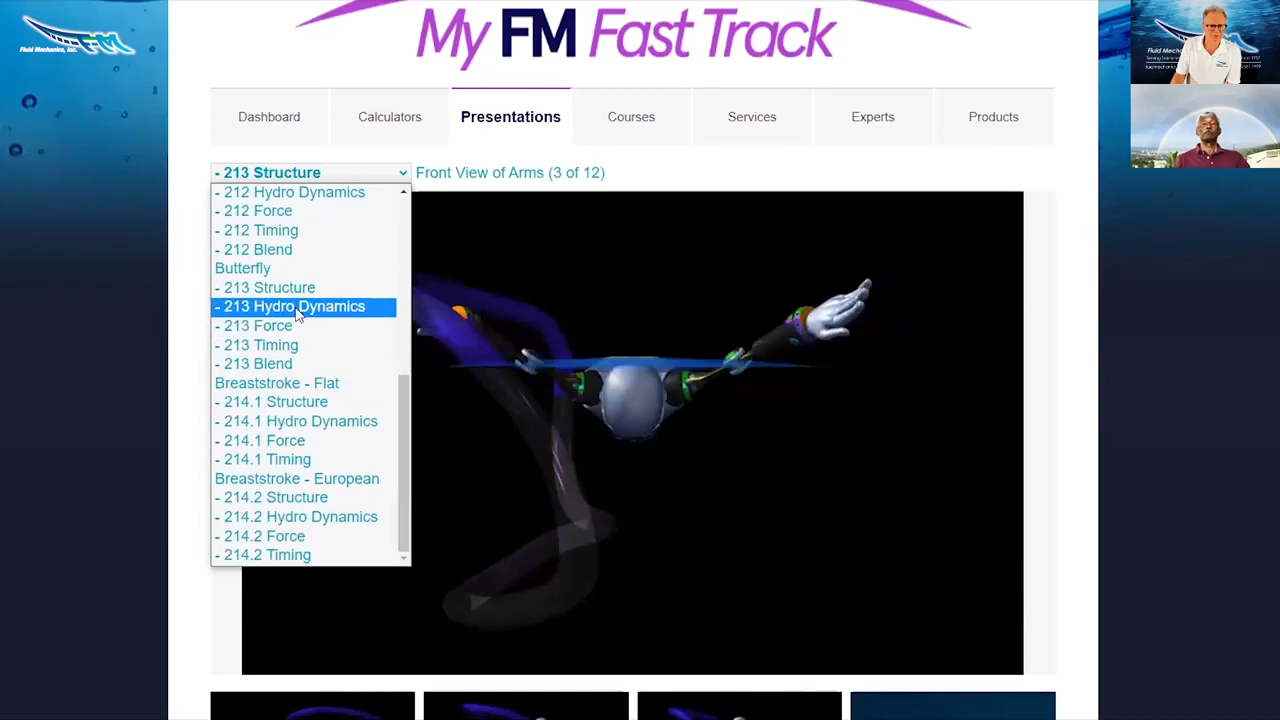 Fluid Mechanics, Inc.
My FM Fast Track
Dashboard
Calculators
Presentations
Courses
Services
Experts
Products
- 213 Structure
Front View of Arms (3 of 12)
- 212 Hydro Dynamics
- 212 Force
- 212 Timing
- 212 Blend
Butterfly
- 213 Structure
- 213 Hydro Dynamics
- 213 Force
- 213 Timing
- 213 Blend
Breaststroke - Flat
- 214.1 Structure
- 214.1 Hydro Dynamics
- 214.1 Force
- 214.1 Timing
Breaststroke - European
- 214.2 Structure
- 214.2 Hydro Dynamics
- 214.2 Force
- 214.2 Timing